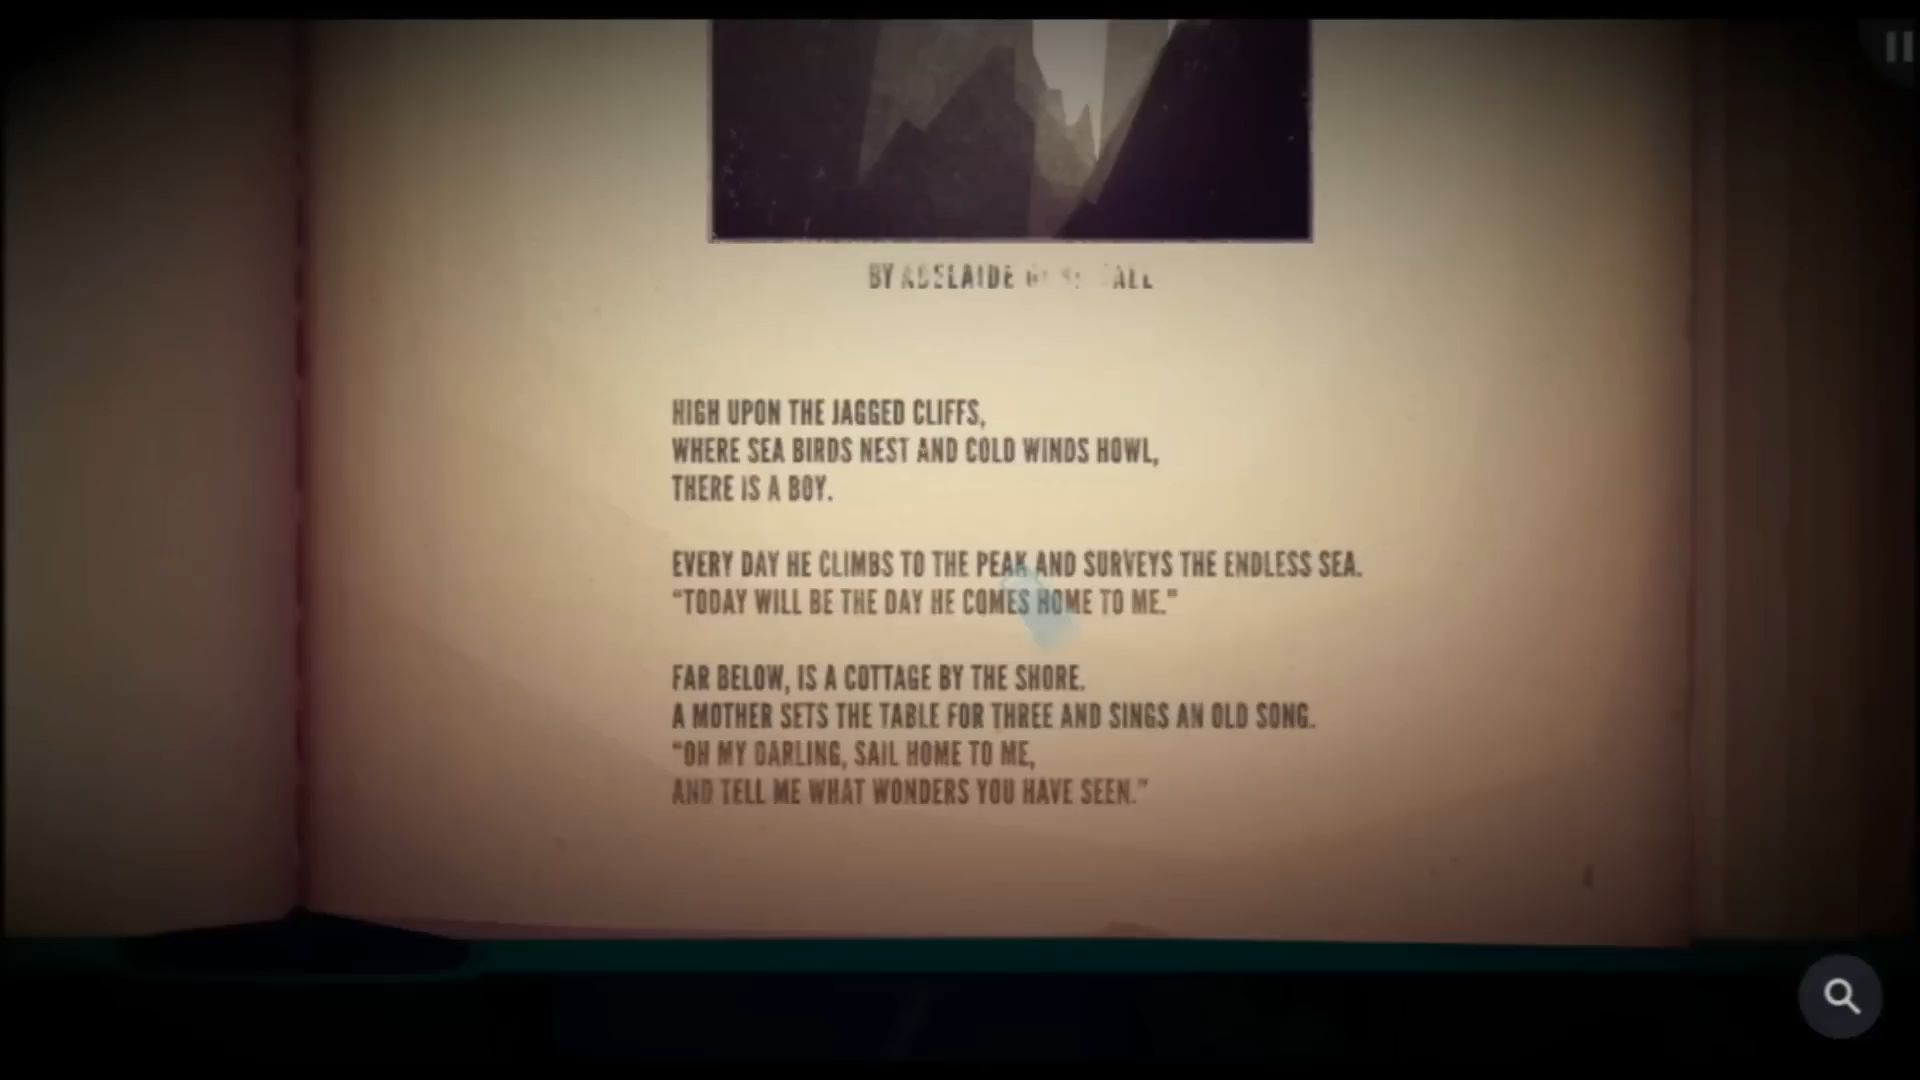 BY ADELAIDE
HIGH UPON THE JAGGED CLIFFS,
WHERE SEA BIRDS NEST AND COLD WINDS HOWL,
THERE IS A BOY.
EVERY DAY HE CLIMBS TO THE PEAK AND SURVEYS THE ENDLESS SEA.
“TODAY WILL BE THE DAY HE COMES HOME TO ME.”
FAR BELOW, IS A COTTAGE BY THE SHORE.
A MOTHER SETS THE TABLE FOR THREE AND SINGS AN OLD SONG.
“OH MY DARLING, SAIL HOME TO ME,
AND TELL ME WHAT WONDERS YOU HAVE SEEN.”